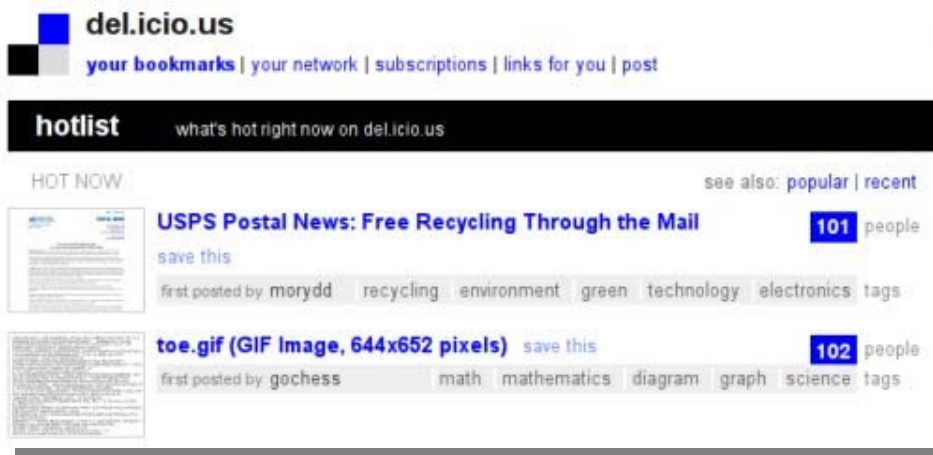 del.icio.us
your bookmarks | your network | subscriptions | links for you | post
hotlist what's hot right now on del.icio.us
HOT NOW see also: popular | recent
USPS Postal News: Free Recycling Through the Mail 101 people
save this
first posted by morydd recycling environment green technology electronics tags
toe.gif (GIF Image, 644x652 pixels) save this 102 people
first posted by gochess math mathematics diagram graph science tags